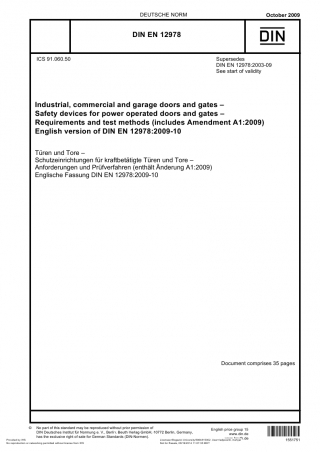 DEUTSCHE NORM
October 2009
DIN EN 12978
DIN
ICS 91.060.50
Supersedes
DIN EN 12978:2003-09
See start of validity
Industrial, commercial and garage doors and gates –
Safety devices for power operated doors and gates –
Requirements and test methods (includes Amendment A1:2009)
English version of DIN EN 12978:2009-10
Türen und Tore –
Schutzeinrichtungen für kraftbetätigte Türen und Tore –
Anforderungen und Prüfverfahren (enthält Änderung A1:2009)
Englische Fassung DIN EN 12978:2009-10
Document comprises 35 pages
No part of this standard may be reproduced without prior permission of
DIN Deutsches Institut für Normung e. V., Berlin. Beuth Verlag GmbH, 10772 Berlin, Germany,
has the exclusive right of sale for German Standards (DIN-Normen).
English price group 15
www.din.de